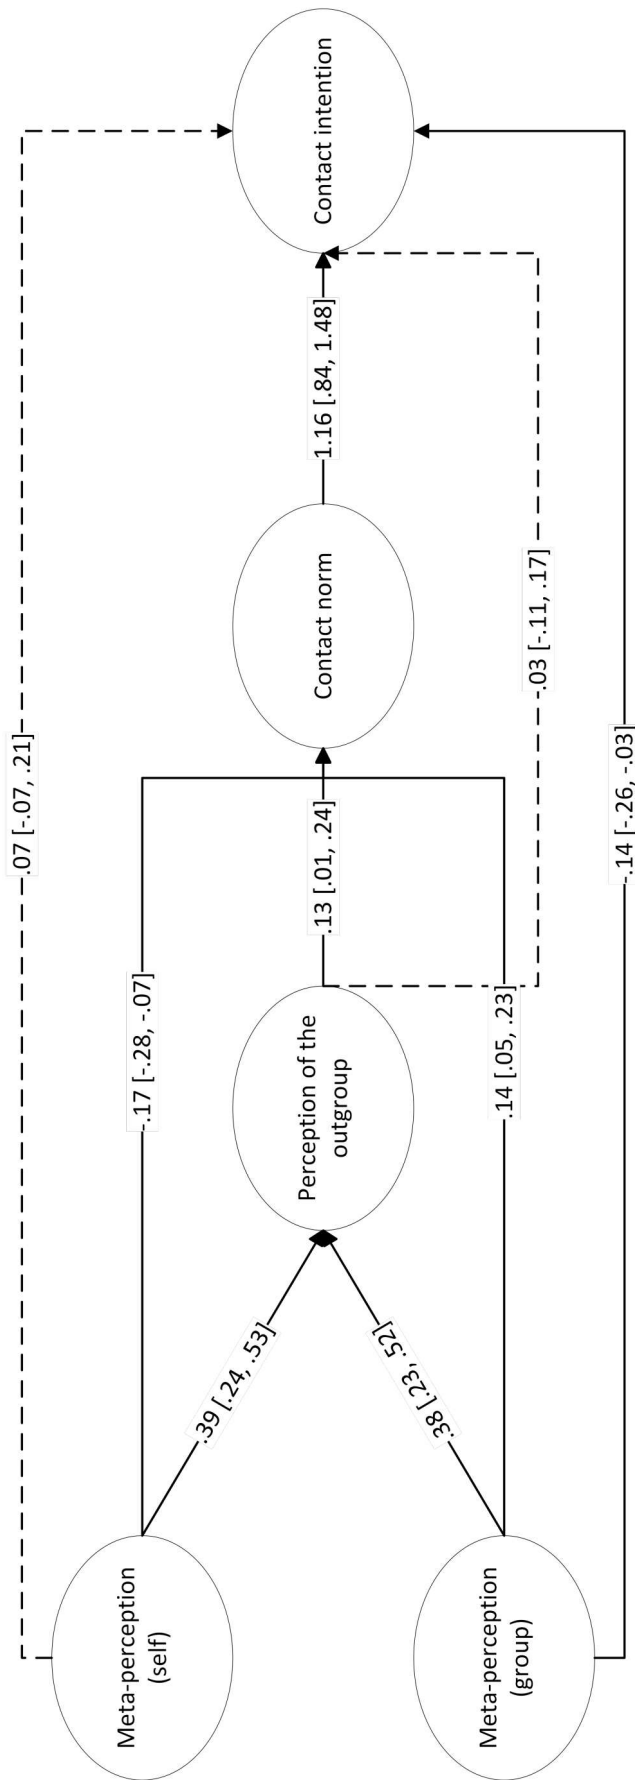 .07 [-.07, .21]
Meta-perception
(self)
-.17 [-.28, -.07]
.39 [.24, .53]
Perception of the
outgroup
.13 [.01, .24]
Contact norm
1.16 [.84, 1.48]
Contact intention
.38 [.23, .52]
Meta-perception
(group)
.14 [.05, .23]
.03 [-.11, .17]
-.14 [-.26, -.03]